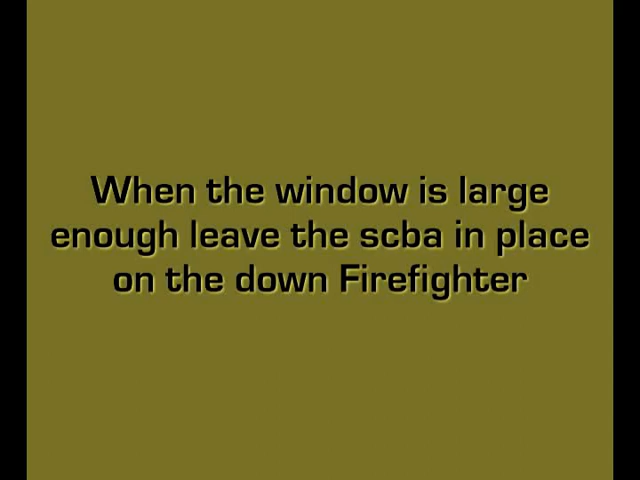 When the window is large
enough leave the scba in place
on the down Firefighter